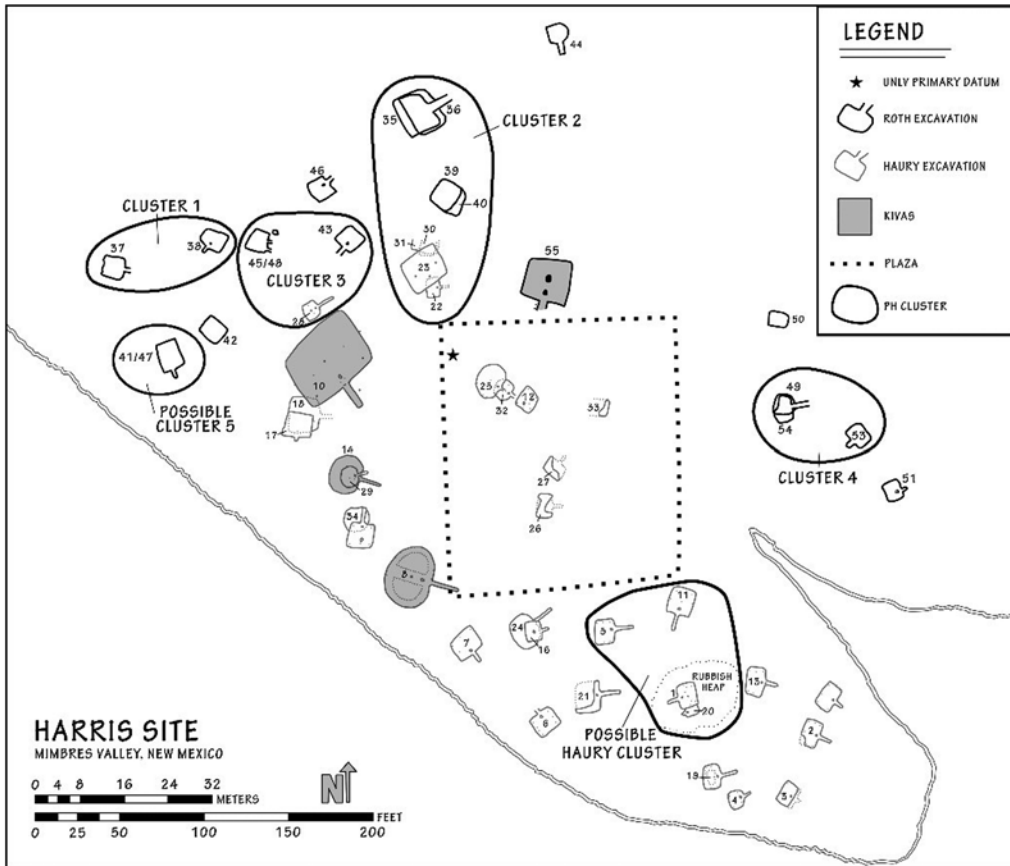 44
LEGEND
UNLV PRIMARY DATUM
ROTH EXCAVATION
HAURY EXCAVATION
KIVAS
PLAZA
PH CLUSTER
35
36
CLUSTER 2
39
40
46
CLUSTER 1
37
38
45/48
43
CLUSTER 3
28
31
30
23
22
55
50
42
41/47
POSSIBLE
CLUSTER 5
10
18
17
25
32
12
33
49
54
53
CLUSTER 4
51
14
29
34
27
26
8
7
24
16
5
11
RUBBISH
HEAP
1
20
13
21
6
POSSIBLE
HAURY CLUSTER
2
19
4
3
HARRIS SITE
MIMBRES VALLEY, NEW MEXICO
N
0 4 8 16 24 32
METERS
FEET
0 25 50 100 150 200